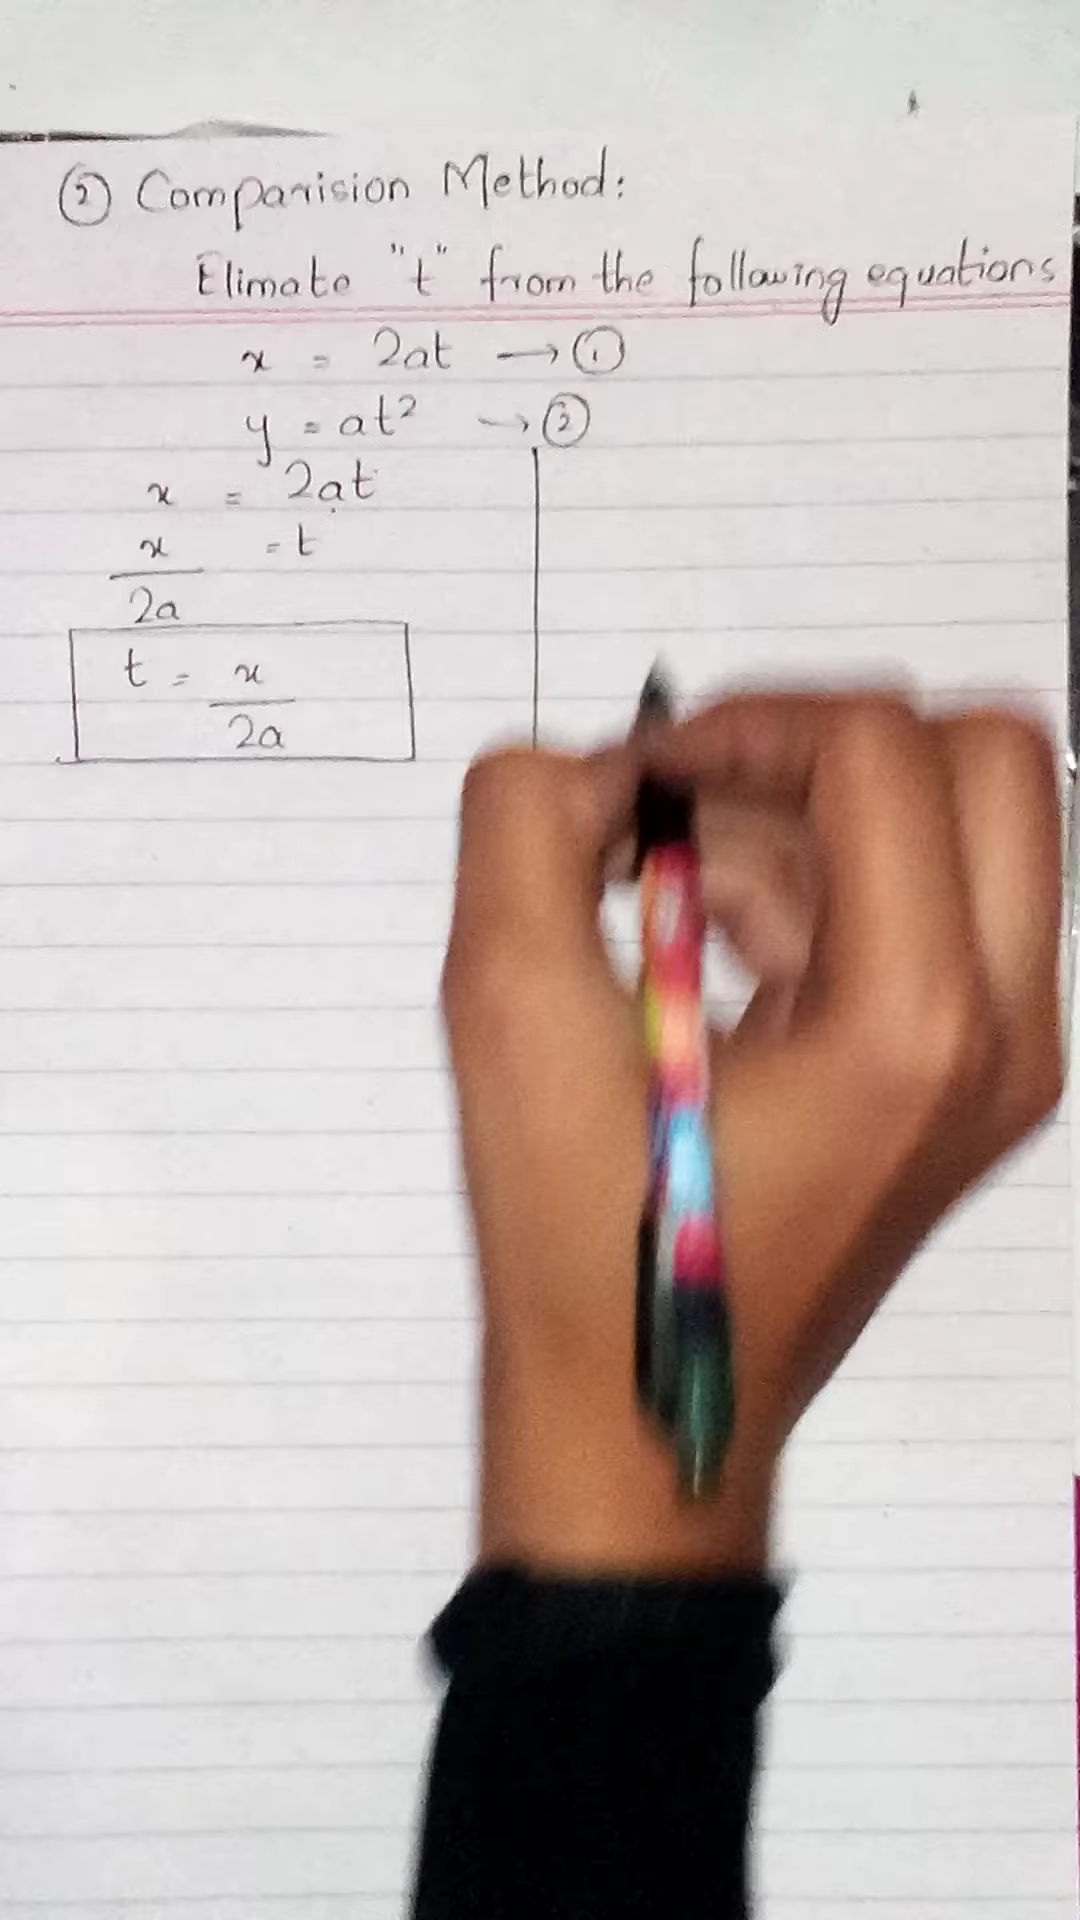 ② Comparision Method:
Elimate "t" from the following equations
x = 2at → ①
y = at² → ②
x = 2at
x/2a = t
t = x/2a